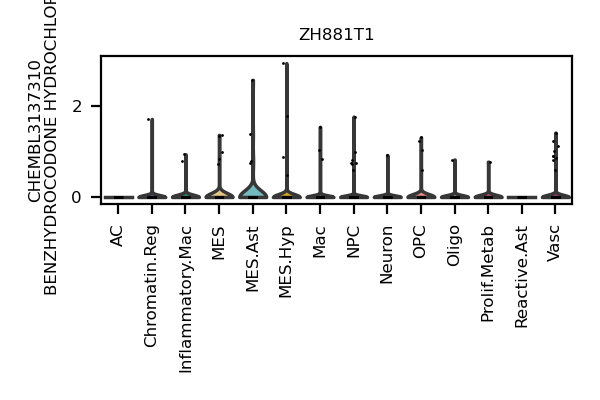 ZH881T1
CHEMBL3137310
BENZHYDROCODONE HYDROCHLOR
2
0
AC
Chromatin.Reg
Inflammatory.Mac
MES
MES.Ast
MES.Hyp
Mac
NPC
Neuron
OPC
Oligo
Prolif.Metab
Reactive.Ast
Vasc